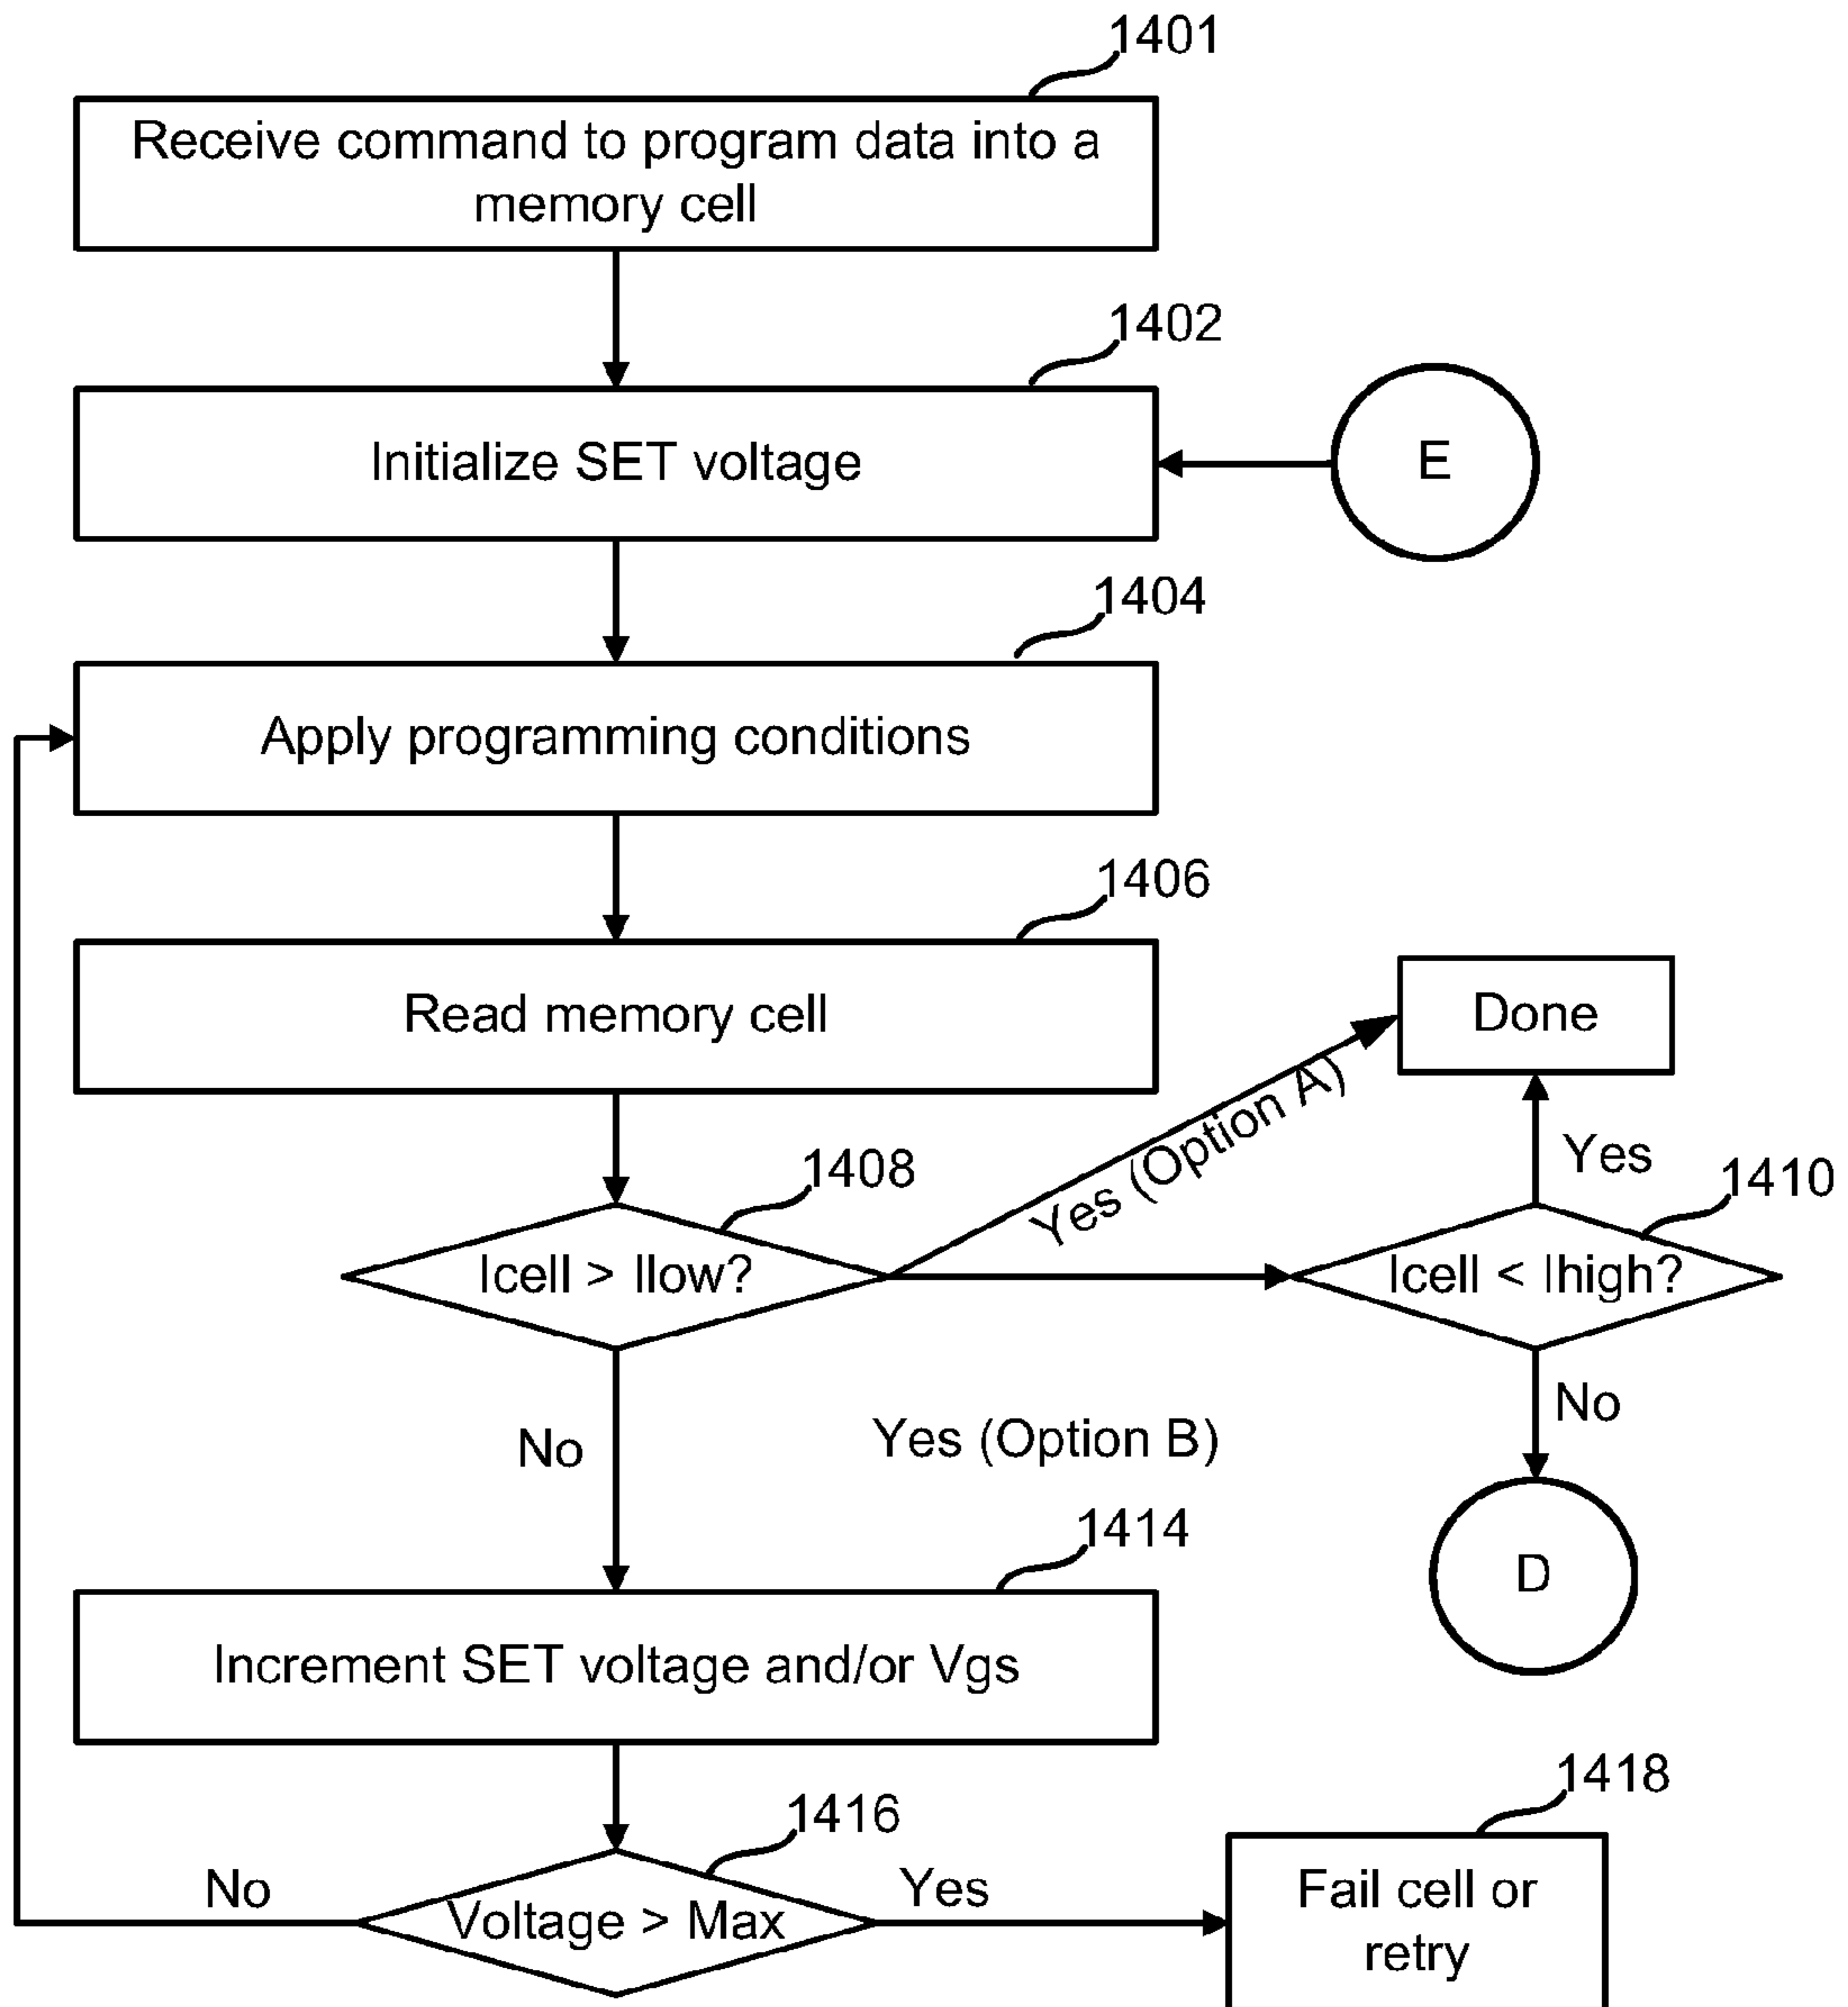 1401
Receive command to program data into a
memory cell
1402
Initialize SET voltage
E
1404
Apply programming conditions
1406
Read memory cell
Done
Yes (Option A)
Yes
1408
1410
Icell > Ilow?
Icell < Ihigh?
No
Yes (Option B)
No
1414
D
Increment SET voltage and/or Vgs
1416
1418
No
Voltage > Max
Yes
Fail cell or
retry